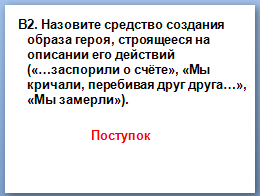 В2. Назовите средство создания
образа героя, строящееся на
описании его действий
(«…заспорили о счёте», «Мы
кричали, перебивая друг друга…»,
«Мы замерли»).
Поступок